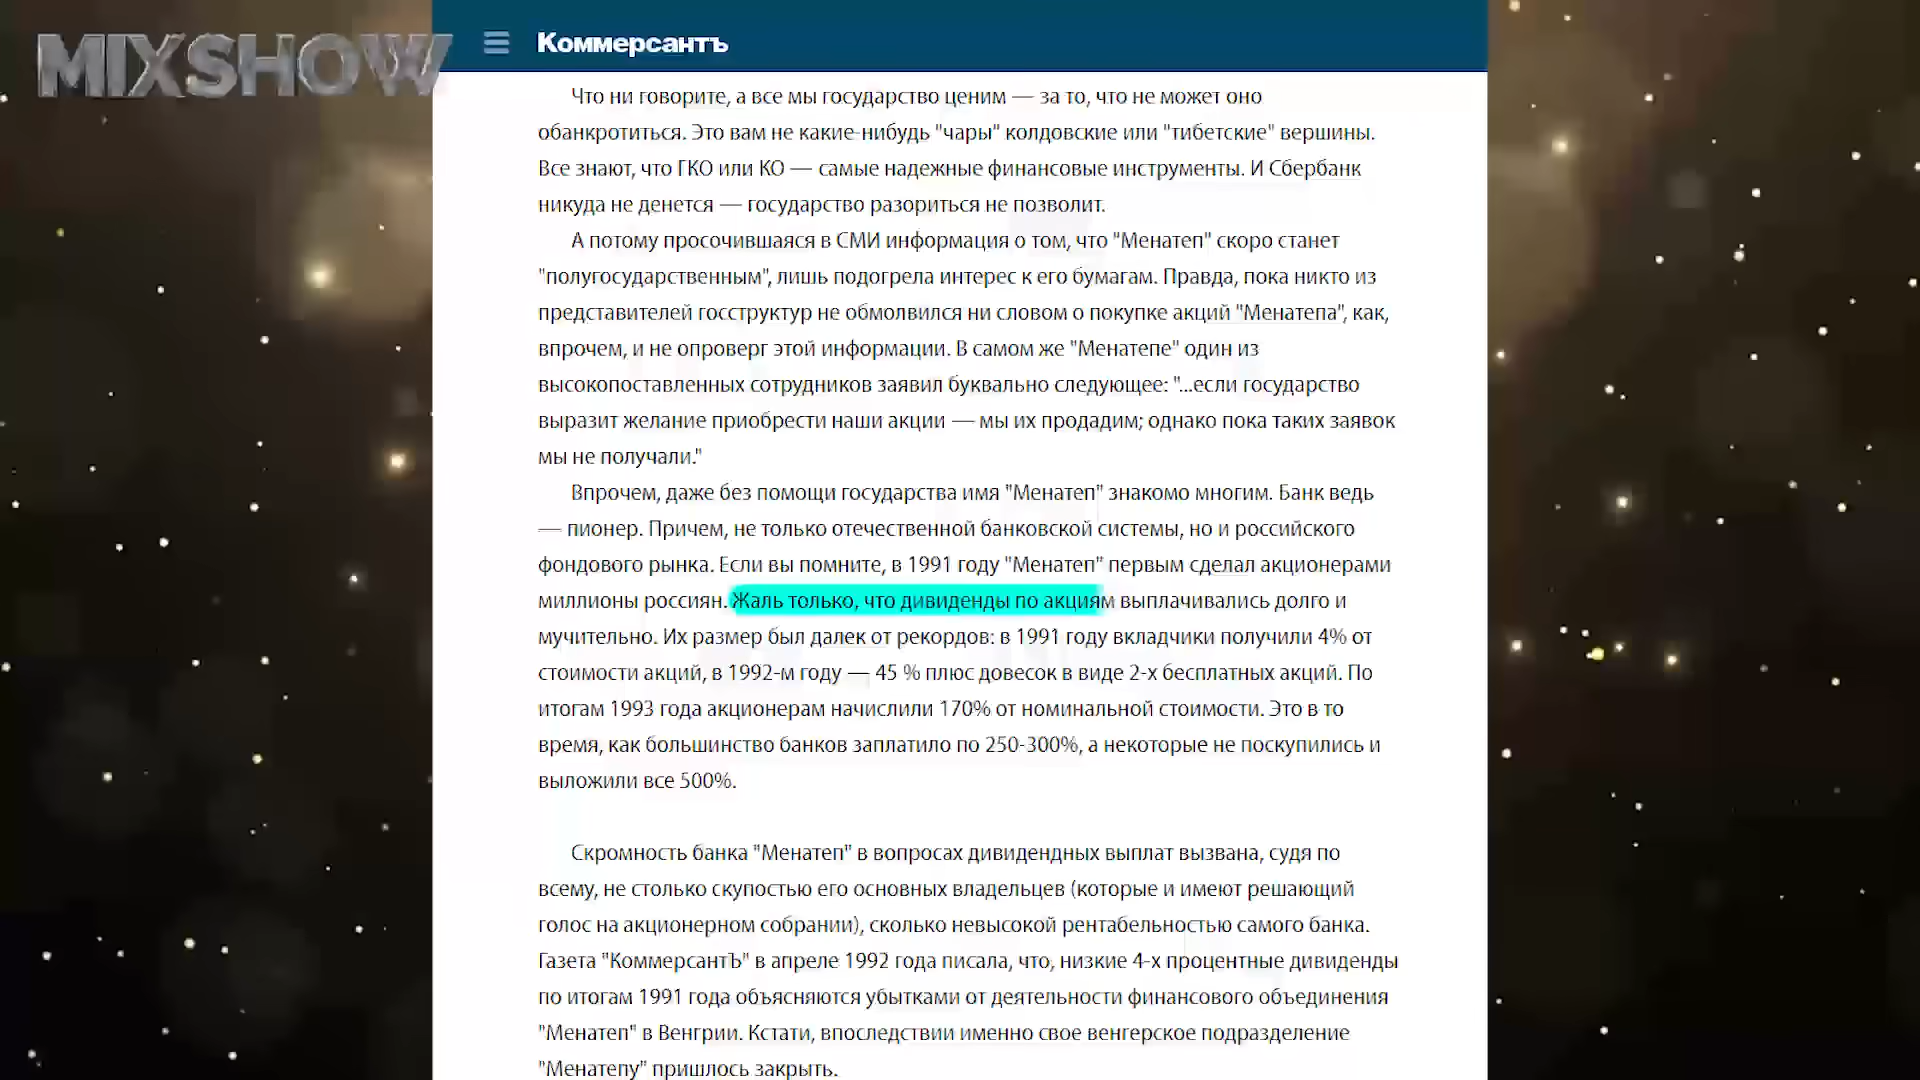 MIXSHOW
Коммерсантъ
Что ни говорите, а все мы государство ценим — за то, что не может оно
обанкротиться. Это вам не какие-нибудь "чары" колдовские или "тибетские" вершины.
Все знают, что ГКО или КО — самые надежные финансовые инструменты. И Сбербанк
никуда не денется — государство разориться не позволит.
А потому просочившаяся в СМИ информация о том, что "Менатеп" скоро станет
"полугосударственным", лишь подогрела интерес к его бумагам. Правда, пока никто из
представителей госструктур не обмолвился ни словом о покупке акций "Менатепа", как,
впрочем, и не опроверг этой информации. В самом же "Менатепе" один из
высокопоставленных сотрудников заявил буквально следующее: "...если государство
выразит желание приобрести наши акции — мы их продадим; однако пока таких заявок
мы не получали."
Впрочем, даже без помощи государства имя "Менатеп" знакомо многим. Банк ведь
— пионер. Причем, не только отечественной банковской системы, но и российского
фондового рынка. Если вы помните, в 1991 году "Менатеп" первым сделал акционерами
миллионы россиян. Жаль только, что дивиденды по акциям выплачивались долго и
мучительно. Их размер был далек от рекордов: в 1991 году вкладчики получили 4% от
стоимости акций, в 1992-м году — 45 % плюс довесок в виде 2-х бесплатных акций. По
итогам 1993 года акционерам начислили 170% от номинальной стоимости. Это в то
время, как большинство банков заплатило по 250-300%, а некоторые не поскупились и
выложили все 500%.
Скромность банка "Менатеп" в вопросах дивидендных выплат вызвана, судя по
всему, не столько скупостью его основных владельцев (которые и имеют решающий
голос на акционерном собрании), сколько невысокой рентабельностью самого банка.
Газета "КоммерсантЪ" в апреле 1992 года писала, что, низкие 4-х процентные дивиденды
по итогам 1991 года объясняются убытками от деятельности финансового объединения
"Менатеп" в Венгрии. Кстати, впоследствии именно свое венгерское подразделение
"Менатепу" пришлось закрыть.